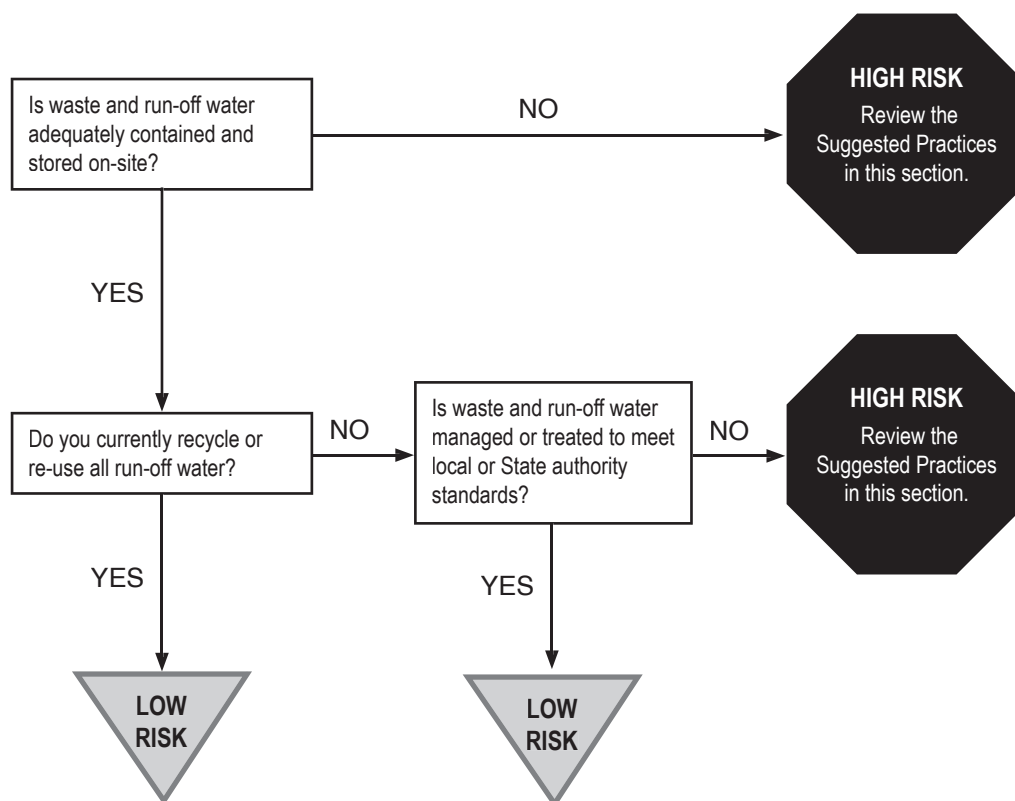 Is waste and run-off water
adequately contained and
stored on-site?
NO
HIGH RISK
Review the
Suggested Practices
in this section.
YES
Do you currently recycle or
re-use all run-off water?
NO
Is waste and run-off water
managed or treated to meet
local or State authority
standards?
NO
HIGH RISK
Review the
Suggested Practices
in this section.
YES
YES
LOW
RISK
LOW
RISK